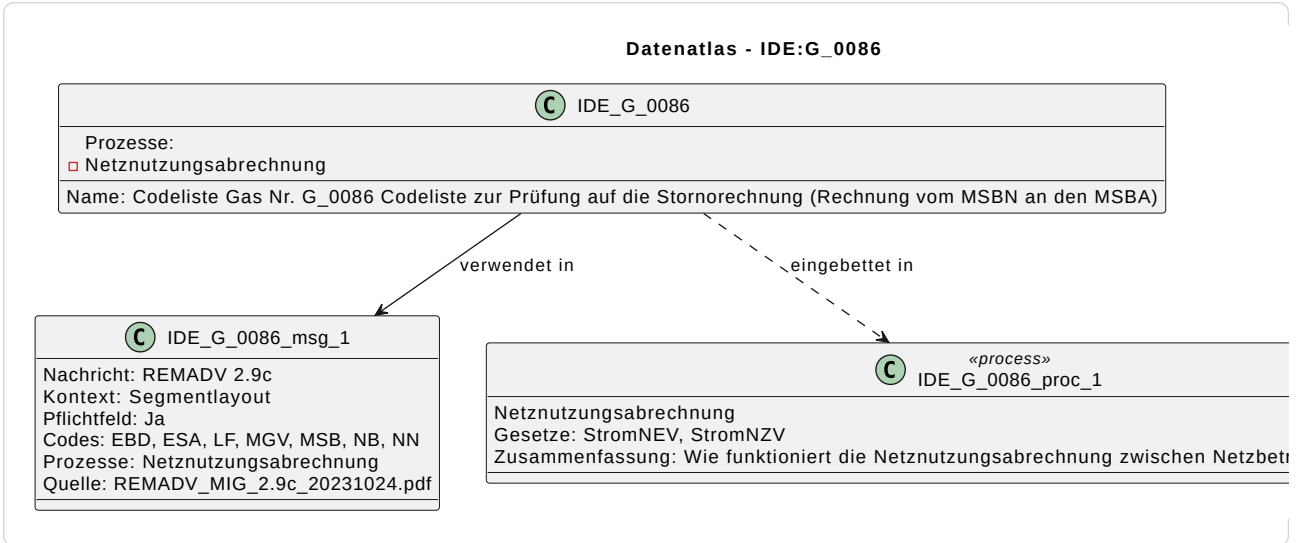 Datenatlas - IDE:G_0086
C IDE_G_0086
Prozesse:
Netznutzungsabrechnung
Name: Codeliste Gas Nr. G_0086 Codeliste zur Prüfung auf die Stornorechnung (Rechnung vom MSBN an den MSBA)
verwendet in
eingebettet in
C IDE_G_0086_msg_1
Nachricht: REMADV 2.9c
Kontext: Segmentlayout
Pflichtfeld: Ja
Codes: EBD, ESA, LF, MGV, MSB, NB, NN
Prozesse: Netznutzungsabrechnung
Quelle: REMADV_MIG_2.9c_20231024.pdf
«process»
C IDE_G_0086_proc_1
Netznutzungsabrechnung
Gesetze: StromNEV, StromNZV
Zusammenfassung: Wie funktioniert die Netznutzungsabrechnung zwischen